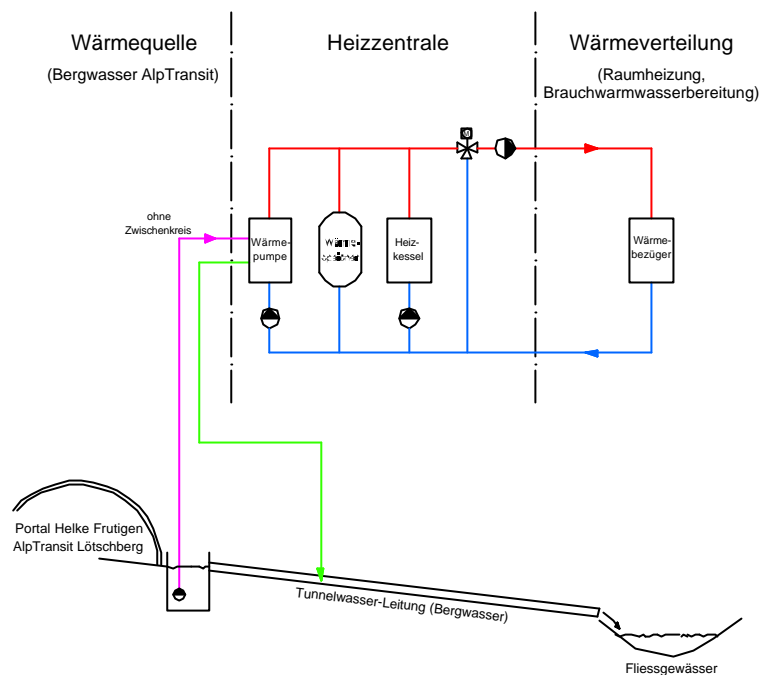 Wärmequelle
(Bergwasser AlpTransit)
Heizzentrale
Wärmeverteilung
(Raumheizung,
Brauchwarmwasserbereitung)
ohne
Zwischenkreis
Wärme-
pumpe
Wärme-
Heiz-
kessel
Wärme-
bezüger
Portal Helke Frutigen
AlpTransit Lötschberg
Tunnelwasser-Leitung (Bergwasser)
Fliessgewässer